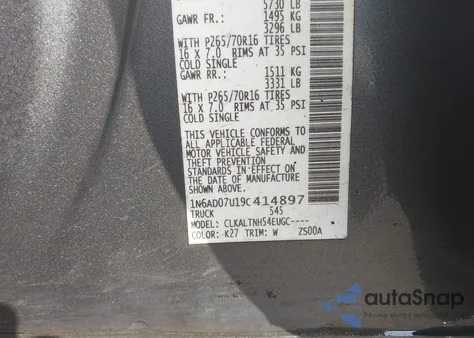 5730 LB
GAWR FR.: 1495 KG
3296 LB
WITH P265/70R16 TIRES
16 X 7.0 RIMS AT 35 PSI
COLD SINGLE
GAWR RR.: 1511 KG
3331 LB
WITH P265/70R16 TIRES
16 X 7.0 RIMS AT 35 PSI
COLD SINGLE
THIS VEHICLE CONFORMS TO
ALL APPLICABLE FEDERAL
MOTOR VEHICLE SAFETY AND
THEFT PREVENTION
STANDARDS IN EFFECT ON
DATE OF MANUFACTURE
1N6AD07U19C414897
TRUCK 545
MODEL: CLKALTNH54EUGC----
COLOR: K27 TRIM: W ZS00A
autoSnap